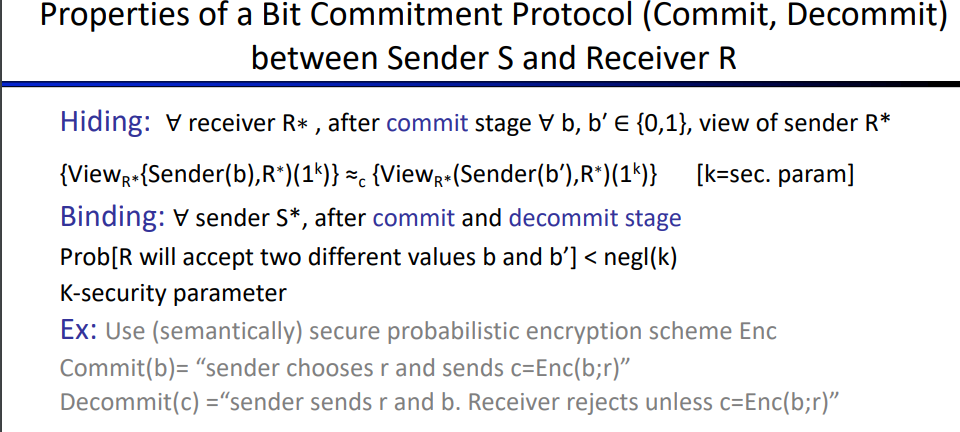 Properties of a Bit Commitment Protocol (Commit, Decommit)
between Sender S and Receiver R
Hiding: ∀ receiver R* , after commit stage ∀ b, b’ ∈ {0,1}, view of sender R*
{View_R*{Sender(b),R*)(1^k)} ≈_c {View_R*(Sender(b’),R*)(1^k)} [k=sec. param]
Binding: ∀ sender S*, after commit and decommit stage
Prob[R will accept two different values b and b’] < negl(k)
K-security parameter
Ex: Use (semantically) secure probabilistic encryption scheme Enc
Commit(b)= “sender chooses r and sends c=Enc(b;r)”
Decommit(c) =“sender sends r and b. Receiver rejects unless c=Enc(b;r)”